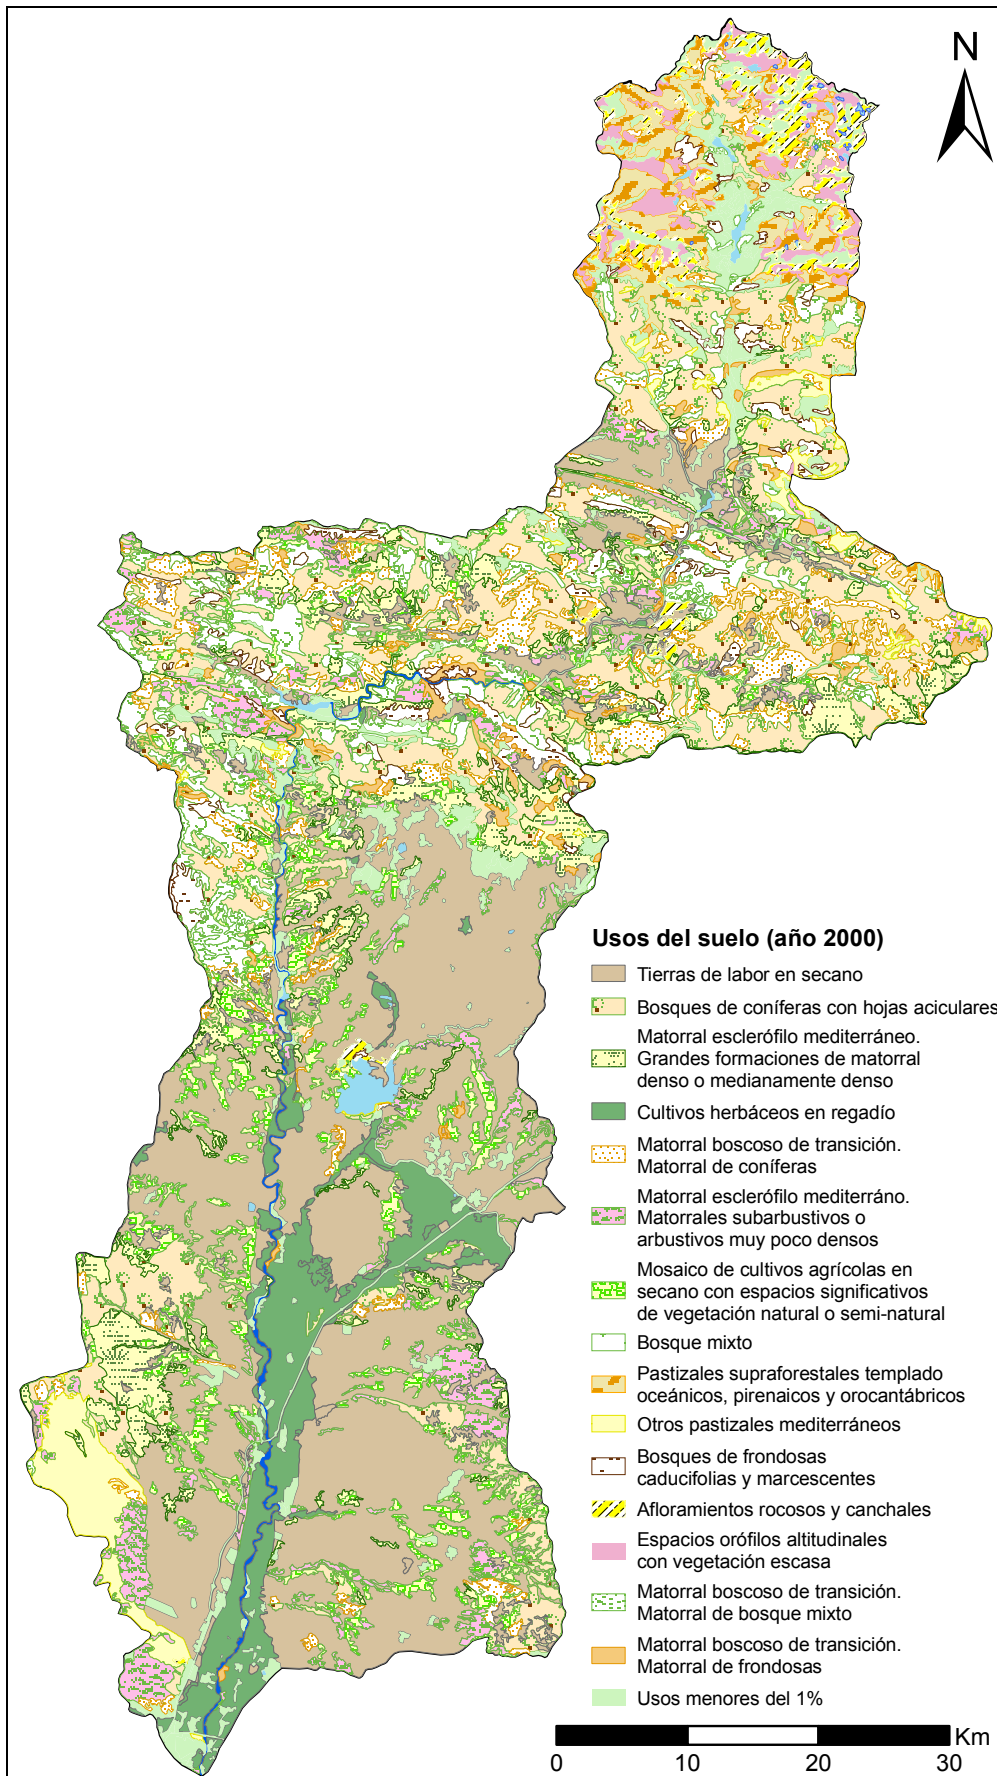 N
Usos del suelo (año 2000)
Tierras de labor en secano
Bosques de coníferas con hojas aciculares
Matorral esclerófilo mediterráneo.
Grandes formaciones de matorral
denso o medianamente denso
Cultivos herbáceos en regadío
Matorral boscoso de transición.
Matorral de coníferas
Matorral esclerófilo mediterráno.
Matorrales subarbustivos o
arbustivos muy poco densos
Mosaico de cultivos agrícolas en
secano con espacios significativos
de vegetación natural o semi-natural
Bosque mixto
Pastizales supraforestales templado
oceánicos, pirenaicos y orocantábricos
Otros pastizales mediterráneos
Bosques de frondosas
caducifolias y marcescentes
Afloramientos rocosos y canchales
Espacios orófilos altitudinales
con vegetación escasa
Matorral boscoso de transición.
Matorral de bosque mixto
Matorral boscoso de transición.
Matorral de frondosas
Usos menores del 1%
Km
0 10 20 30